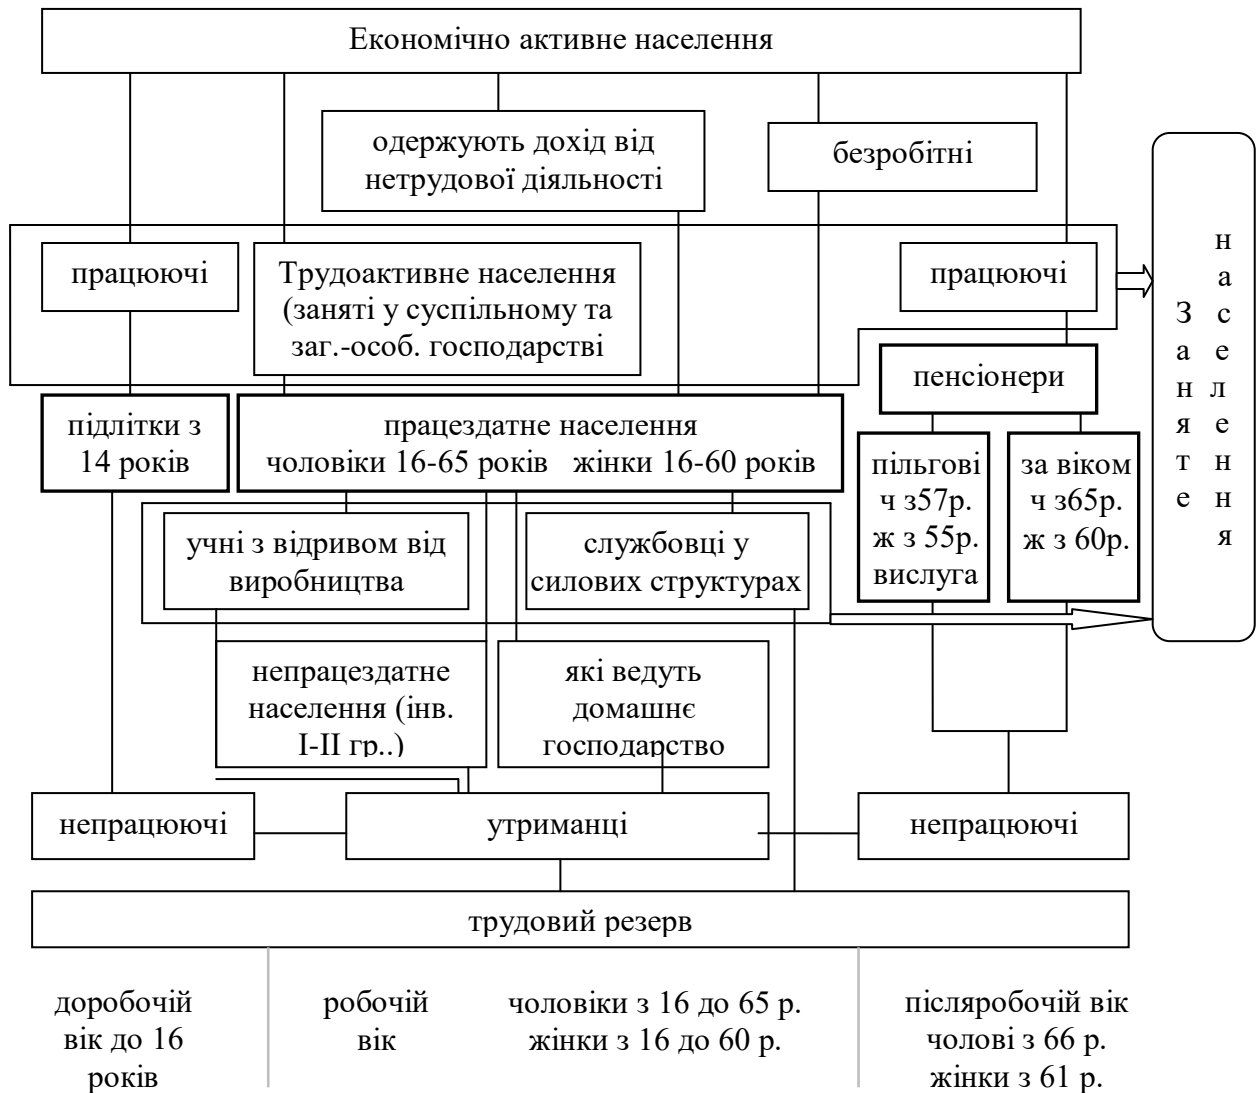 Економічно активне населення
одержують дохід від
нетрудової діяльності
безробітні
працюючі
Трудоактивне населення
(заняті у суспільному та
заг.-особ. господарстві
працюючі
Заняте
населення
пенсіонери
підлітки з
14 років
працездатне населення
чоловіки 16-65 років жінки 16-60 років
пільгові
ч з57р.
ж з 55р.
вислуга
за віком
ч з65р.
ж з 60р.
учні з відривом від
виробництва
службовці у
силових структурах
непрацездатне
населення (інв.
І-ІІ гр..)
які ведуть
домашнє
господарство
непрацюючі
утриманці
непрацюючі
трудовий резерв
доробочій
вік до 16
років
робочій
вік
чоловіки з 16 до 65 р.
жінки з 16 до 60 р.
післяробочій вік
чолові з 66 р.
жінки з 61 р.